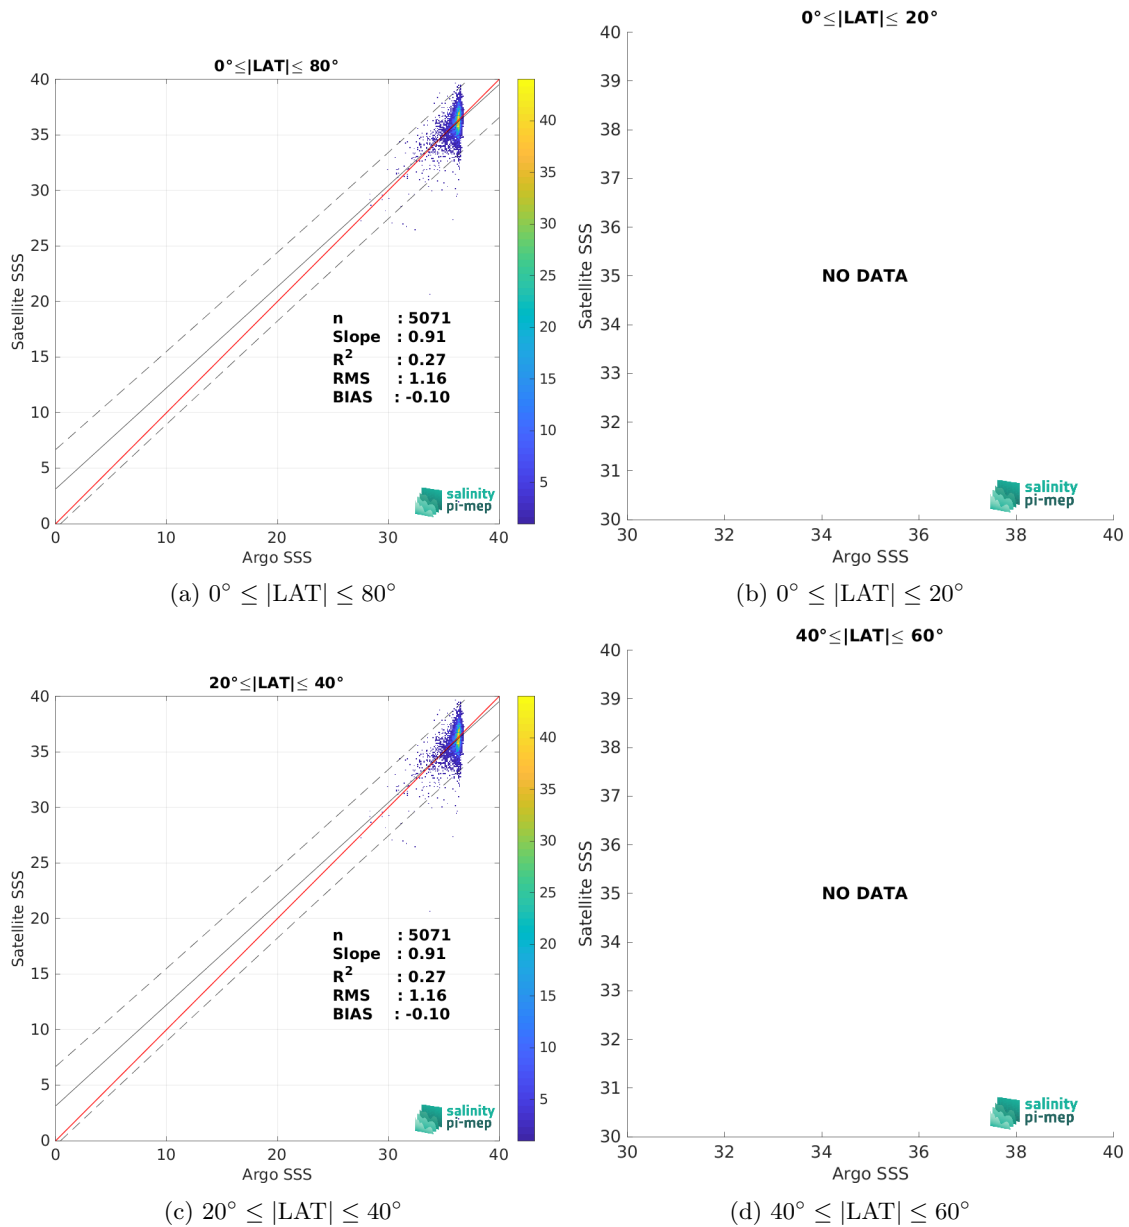 0°≤|LAT|≤ 80°
40
35
30
25
20
15
10
5
0
0
10
20
30
40
Satellite SSS
Argo SSS
n : 5071
Slope : 0.91
R² : 0.27
RMS : 1.16
BIAS : -0.10
salinity
pi-mep
40
35
30
25
20
15
10
5
(a) 0° ≤ |LAT| ≤ 80°
0°≤|LAT|≤ 20°
40
39
38
37
36
35
34
33
32
31
30
30
32
34
36
38
40
Satellite SSS
Argo SSS
NO DATA
salinity
pi-mep
(b) 0° ≤ |LAT| ≤ 20°
20°≤|LAT|≤ 40°
40
35
30
25
20
15
10
5
0
0
10
20
30
40
Satellite SSS
Argo SSS
n : 5071
Slope : 0.91
R² : 0.27
RMS : 1.16
BIAS : -0.10
salinity
pi-mep
40
35
30
25
20
15
10
5
(c) 20° ≤ |LAT| ≤ 40°
40°≤|LAT|≤ 60°
40
39
38
37
36
35
34
33
32
31
30
30
32
34
36
38
40
Satellite SSS
Argo SSS
NO DATA
salinity
pi-mep
(d) 40° ≤ |LAT| ≤ 60°